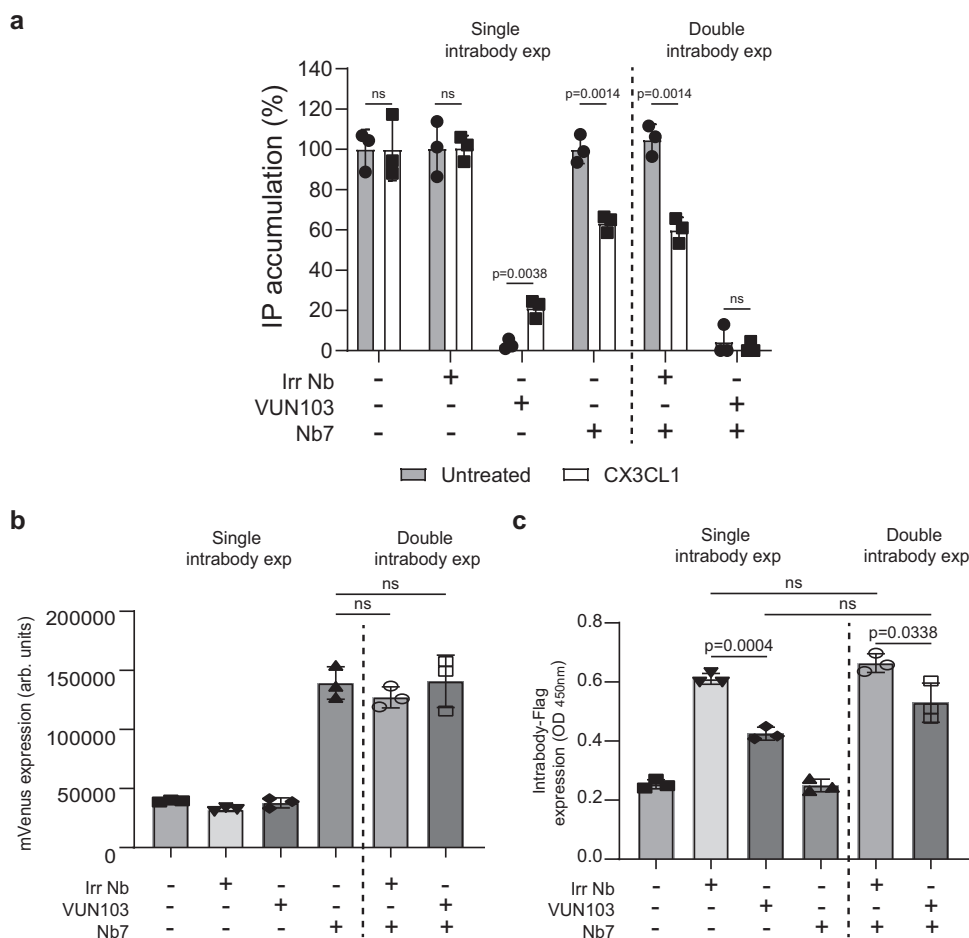 a
Single
intrabody exp
Double
intrabody exp
IP accumulation (%)
140
120
100
80
60
40
20
0
ns
ns
p=0.0038
p=0.0014
p=0.0014
ns
Irr Nb - + - - + -
VUN103 - - + - - +
Nb7 - - - + + +
Untreated CX3CL1
b
Single
intrabody exp
Double
intrabody exp
ns
ns
mVenus expression (arb. units)
200000
150000
100000
50000
0
Irr Nb - + - - + -
VUN103 - - + - - +
Nb7 - - - + + +
c
Single
intrabody exp
Double
intrabody exp
ns
ns
p=0.0004
p=0.0338
Intrabody-Flag
expression (OD 450nm)
0.8
0.6
0.4
0.2
0.0
Irr Nb - + - - + -
VUN103 - - + - - +
Nb7 - - - + + +